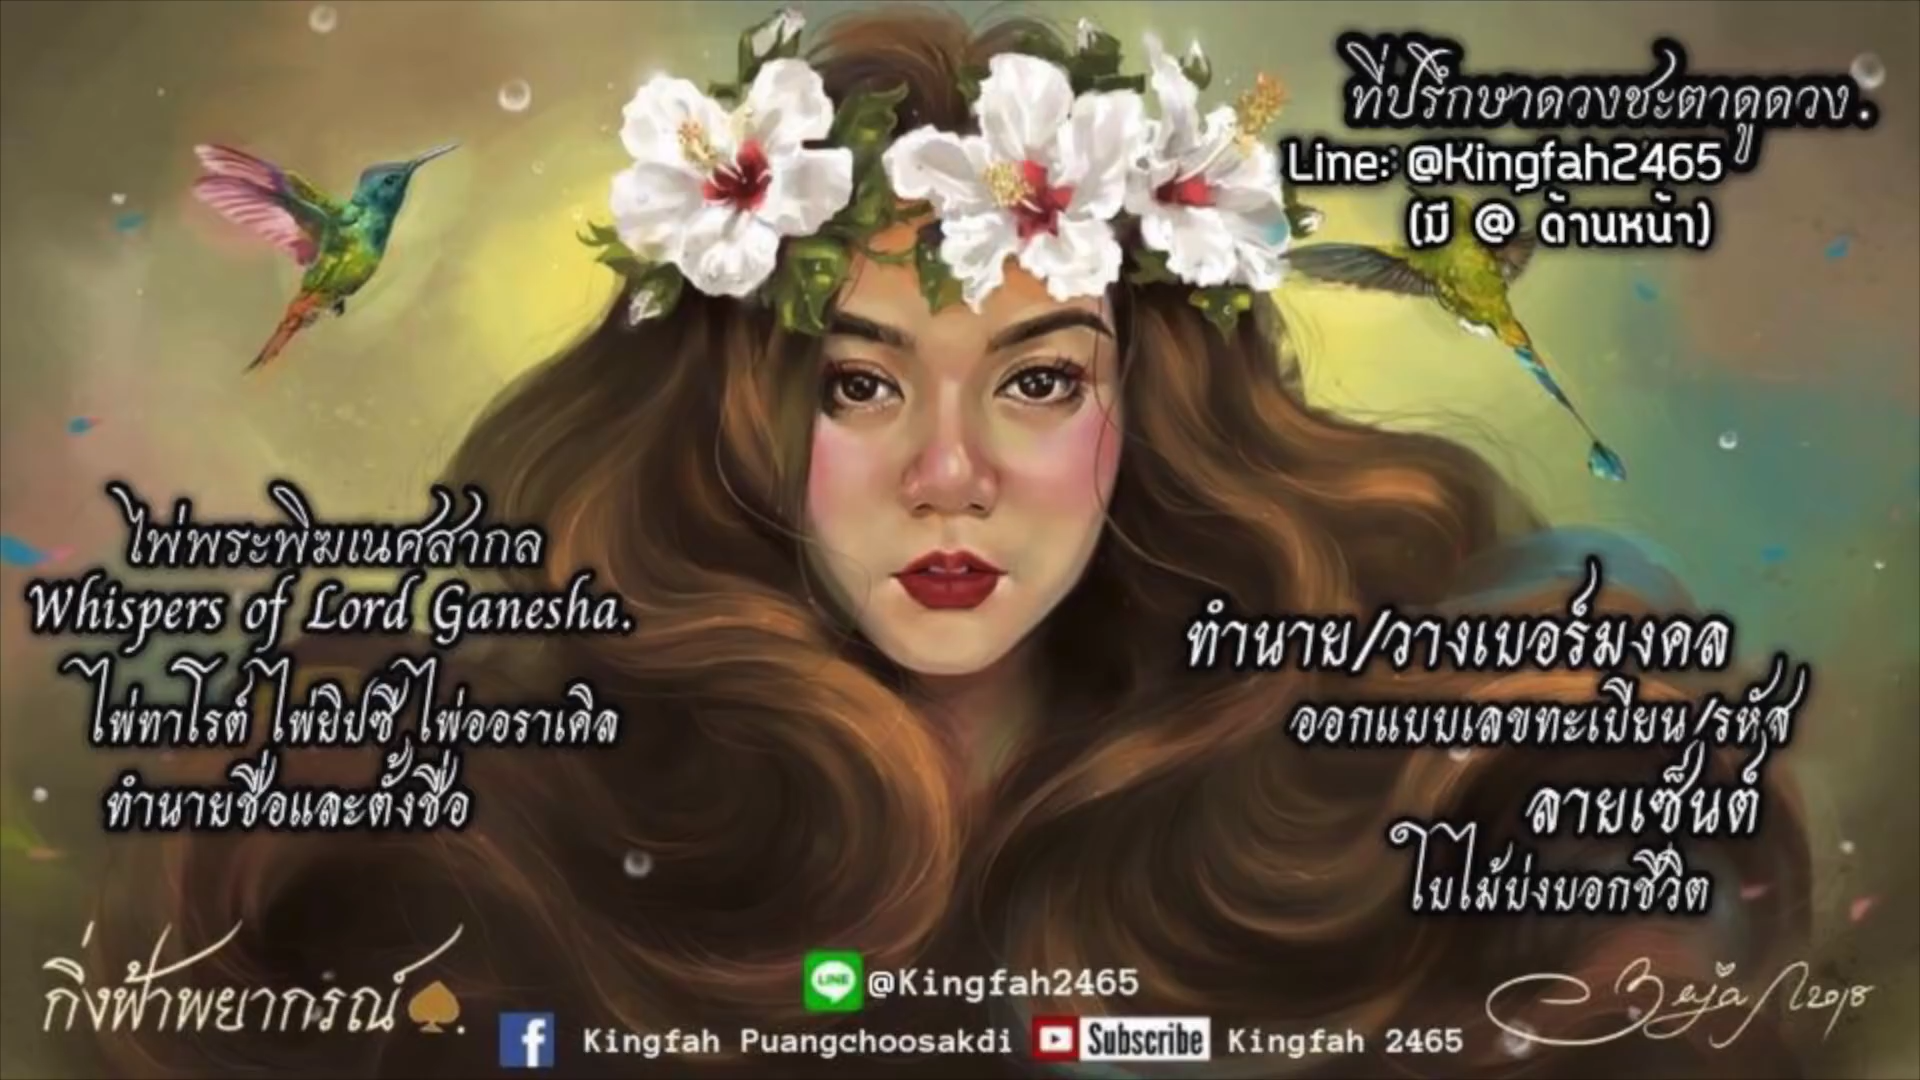 ที่ปรึกษาดวงชะตาดูดวง.
Line: @Kingfah2465
(มี @ ด้านหน้า)
ไพ่พระพิฆเนศสากล
Whispers of Lord Ganesha.
ไพ่ทาโรต์ ไพ่ยิปซี ไพ่ออราเคิล
ทำนายชื่อและตั้งชื่อ
ทำนาย/วางเบอร์มงคล
ออกแบบเลขทะเบียน/รหัส
ลายเซ็นต์
ใบไม้บ่งบอกชีวิต
กิ่งฟ้าพยากรณ์♠.
LINE @Kingfah2465
f Kingfah Puangchoosakdi Subscribe Kingfah 2465
2018